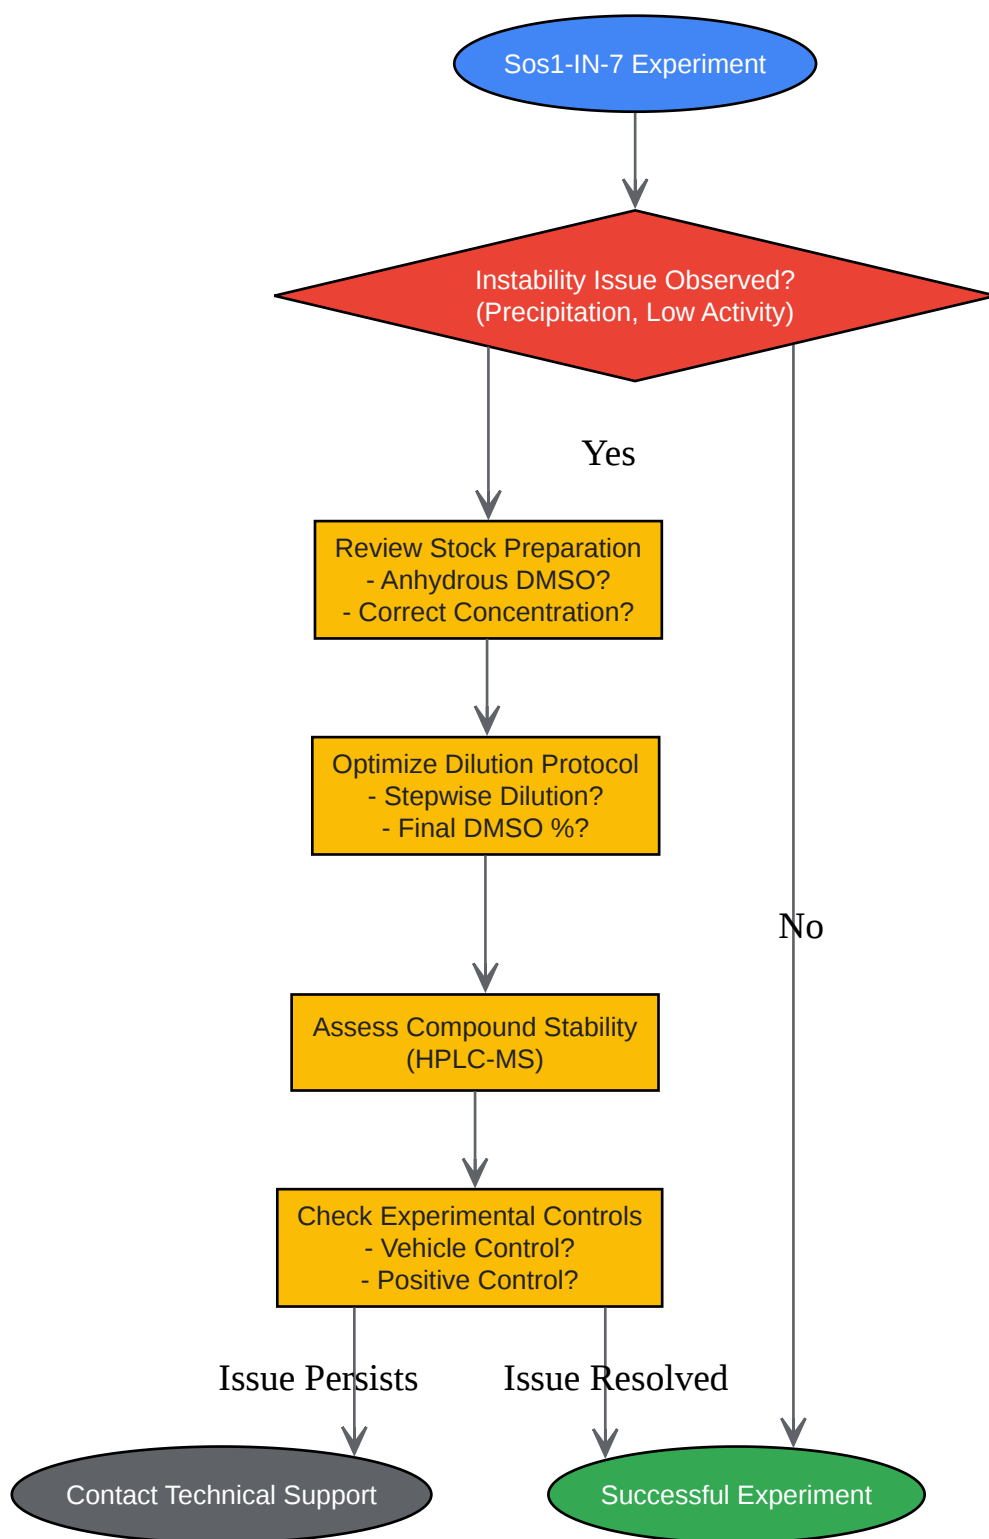 Sos1-IN-7 Experiment
Instability Issue Observed?
(Precipitation, Low Activity)
Yes
Review Stock Preparation
- Anhydrous DMSO?
- Correct Concentration?
Optimize Dilution Protocol
- Stepwise Dilution?
- Final DMSO %?
No
Assess Compound Stability
(HPLC-MS)
Check Experimental Controls
- Vehicle Control?
- Positive Control?
Issue Persists
Issue Resolved
Contact Technical Support
Successful Experiment